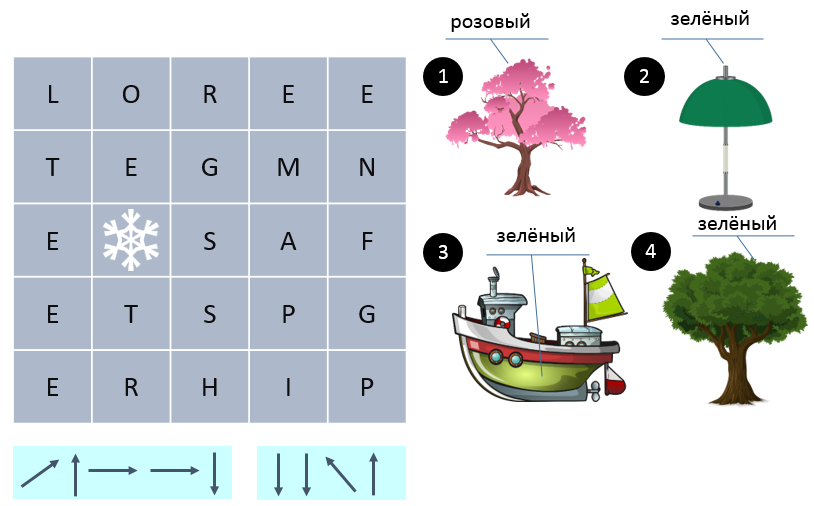 розовый
зелёный
1
2
L O R E E
T E G M N
E S A F
E T S P G
E R H I P
3
зелёный
4
зелёный